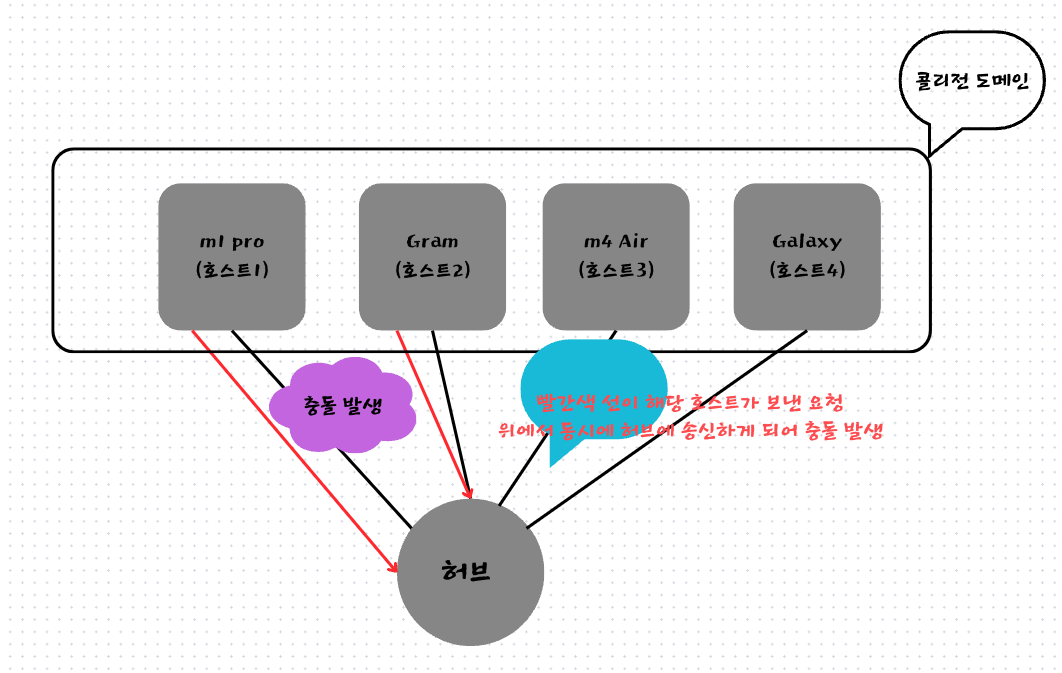 콜리전 도메인
m1 pro
(호스트1)
Gram
(호스트2)
m4 Air
(호스트3)
Galaxy
(호스트4)
충돌 발생
빨간색 선이 해당 호스트가 보낸 요청
위에서 동시에 허브에 송신하게 되어 충돌 발생
허브